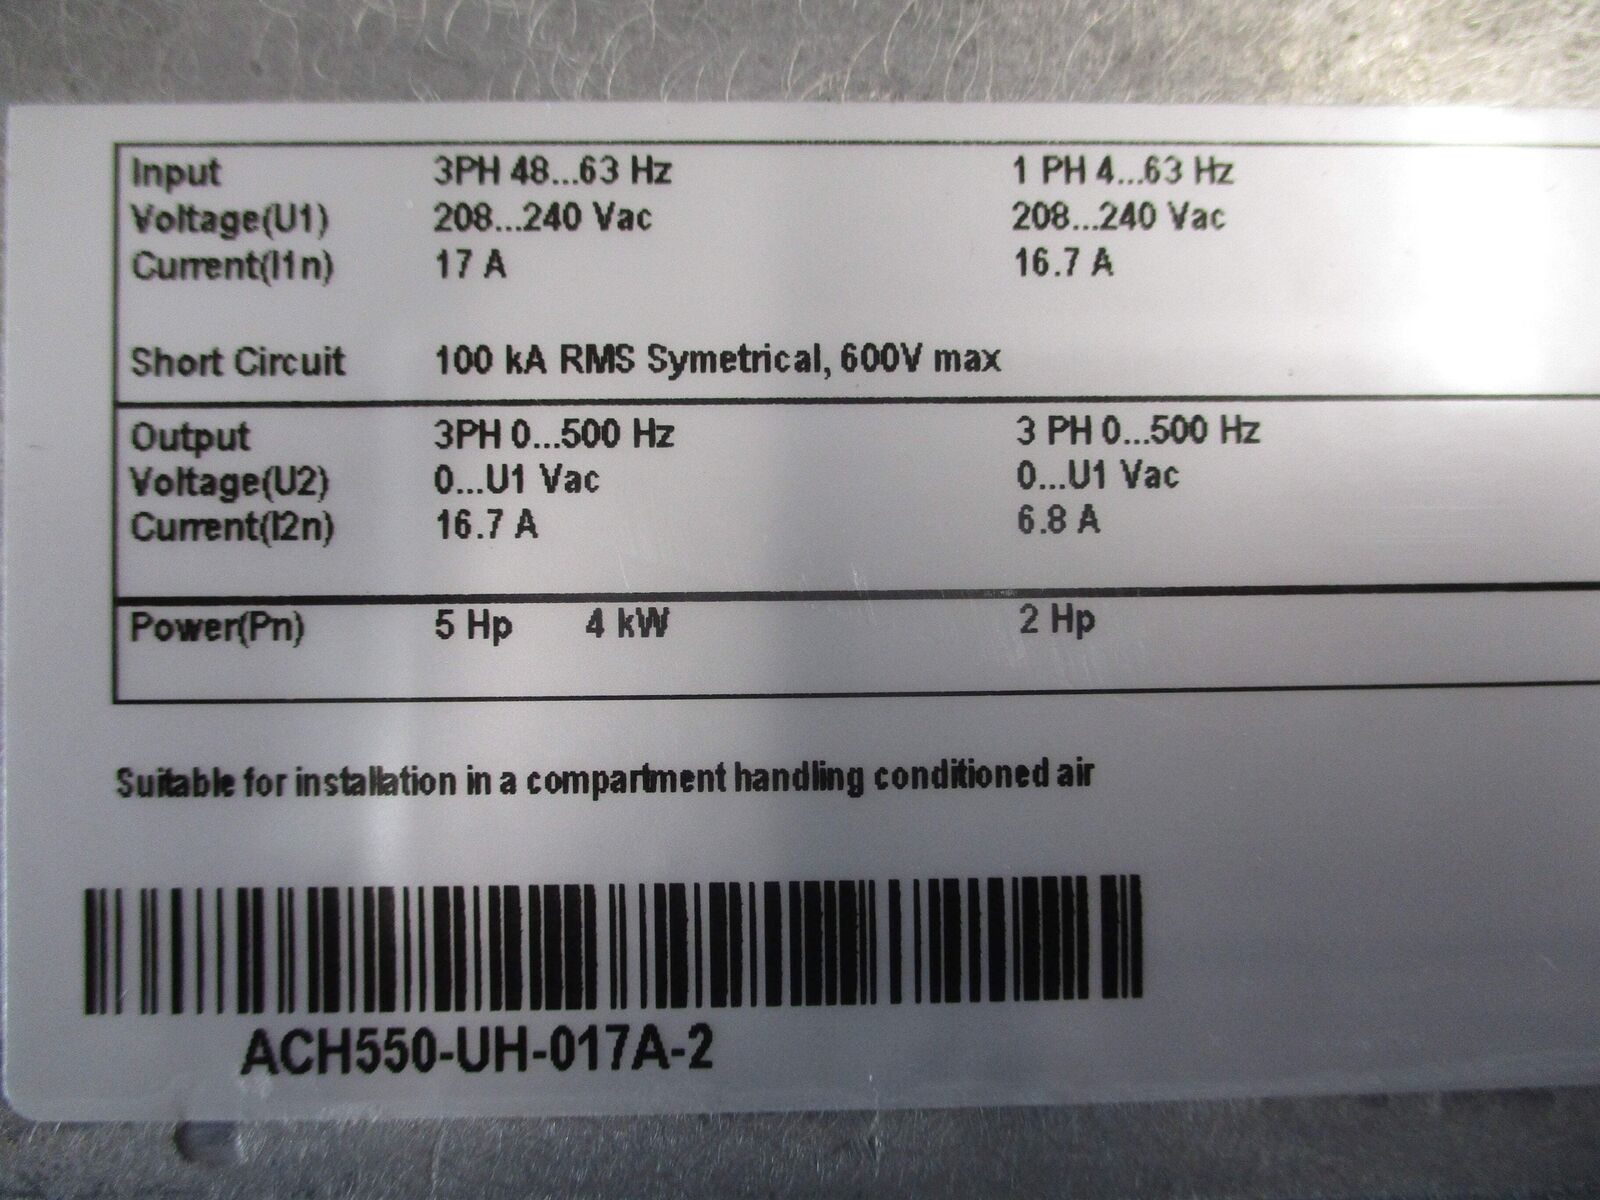 Input 3PH 48...63 Hz 1 PH 4...63 Hz
Voltage(U1) 208...240 Vac 208...240 Vac
Current(I1n) 17 A 16.7 A
Short Circuit 100 kA RMS Symetrical, 600V max
Output 3PH 0...500 Hz 3 PH 0...500 Hz
Voltage(U2) 0...U1 Vac 0...U1 Vac
Current(I2n) 16.7 A 6.8 A
Power(Pn) 5 Hp 4 kW 2 Hp
Suitable for installation in a compartment handling conditioned air
ACH550-UH-017A-2